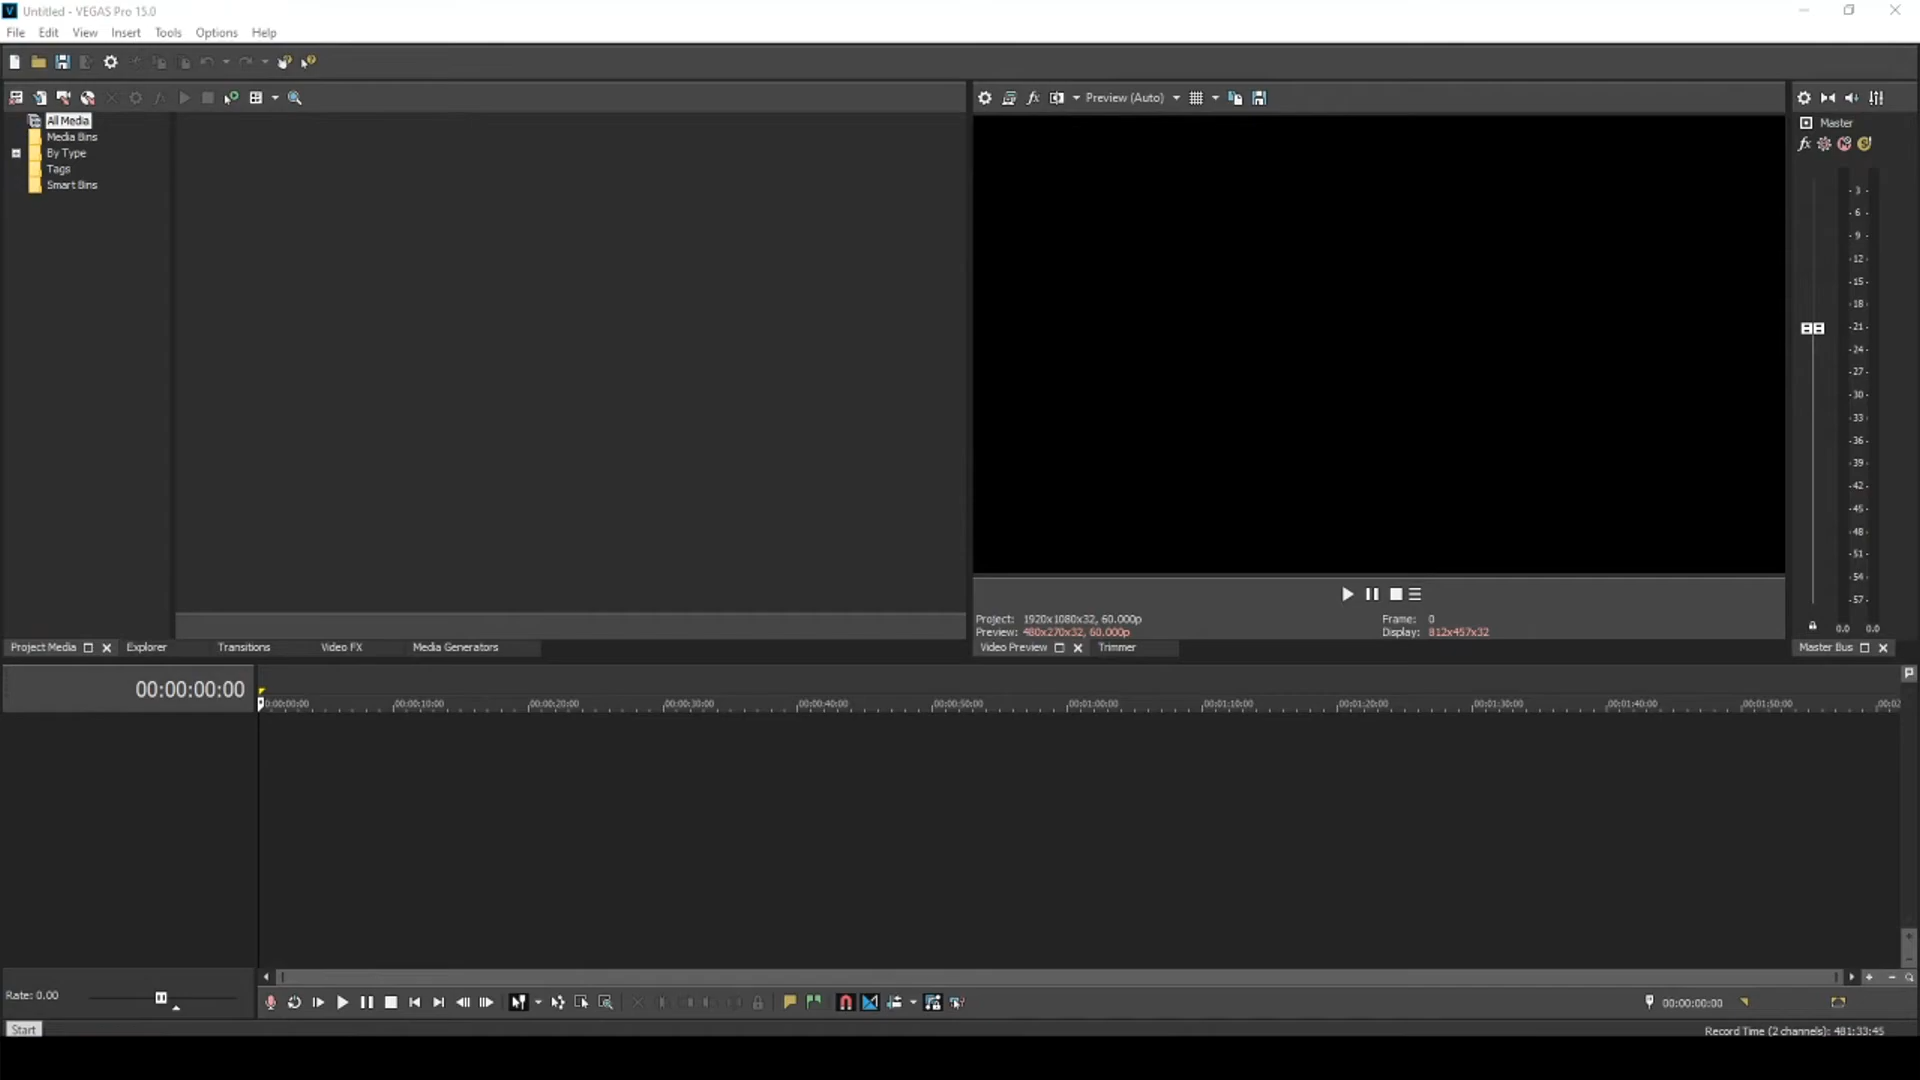 Untitled - VEGAS Pro 15.0
File Edit View Insert Tools Options Help
Preview (Auto)
All Media
Media Bins
By Type
Tags
Smart Bins
Master
-3-
-6-
-9-
-12-
-15-
-18-
-21-
-24-
-27-
-30-
-33-
-36-
-39-
-42-
-45-
-48-
-51-
-54-
-57-
0.0 0.0
Project: 1920x1080x32, 60.000p Frame: 0
Preview: 480x270x32, 60.000p Display: 812x457x32
Project Media Explorer Transitions Video FX Media Generators
Video Preview Trimmer
Master Bus
00:00:00:00
00:00:00:00 00:00:10:00 00:00:20:00 00:00:30:00 00:00:40:00 00:00:50:00 00:01:00:00 00:01:10:00 00:01:20:00 00:01:30:00 00:01:40:00 00:01:50:00 00:02
Rate: 0.00
00:00:00:00
Start
Record Time (2 channels): 481:33:45